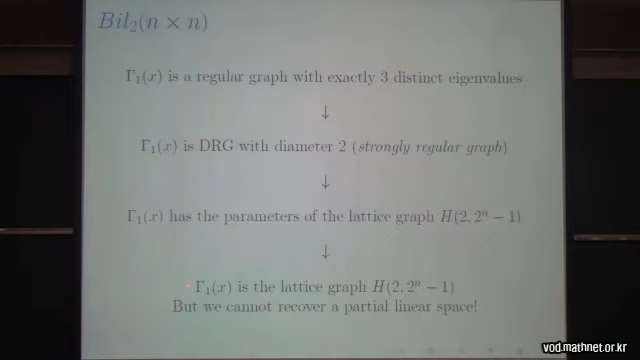 Bil₂(n × n)
Γ₁(x) is a regular graph with exactly 3 distinct eigenvalues
↓
Γ₁(x) is DRG with diameter 2 (strongly regular graph)
↓
Γ₁(x) has the parameters of the lattice graph H(2, 2ⁿ − 1)
↓
Γ₁(x) is the lattice graph H(2, 2ⁿ − 1)
But we cannot recover a partial linear space!
vod.mathnet.or.kr